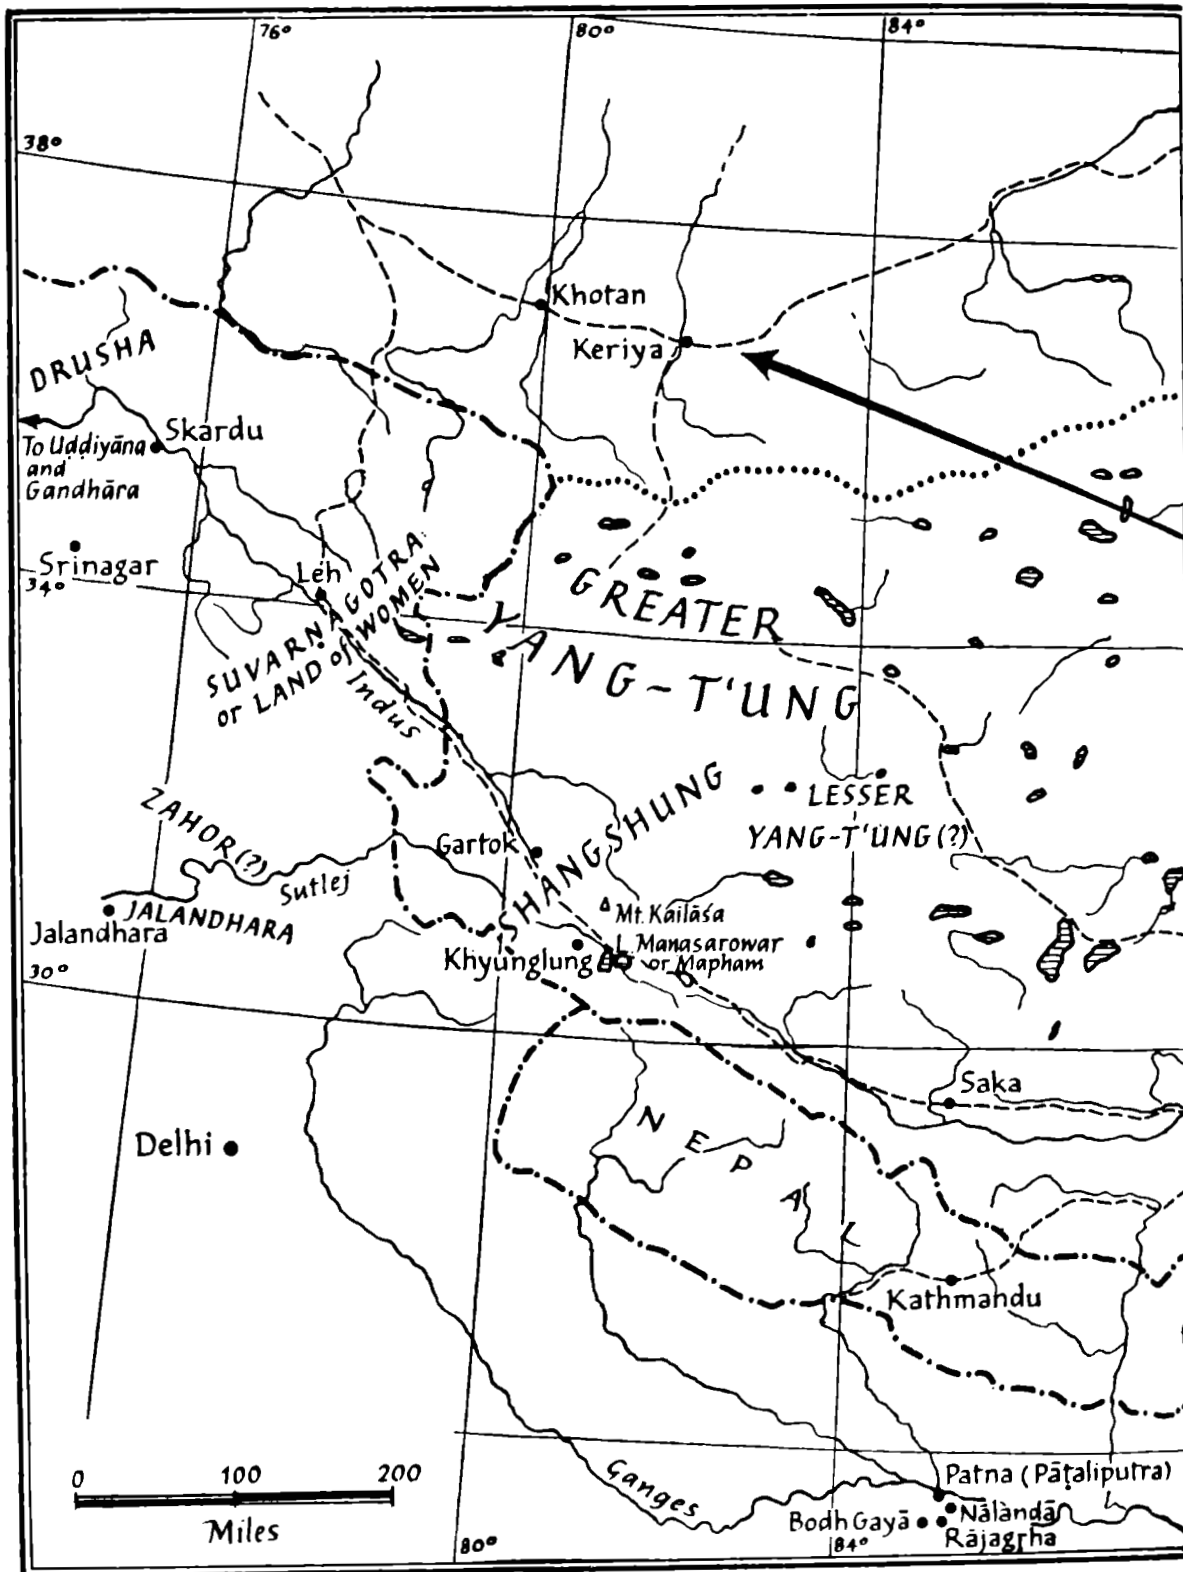 76°
80°
84°
38°
Khotan
Keriya
DRUSHA
Skardu
To Uḍḍiyāna
and
Gandhāra
Srinagar
34°
Leh
SUVARNAGOTRA
or LAND of WOMEN
Indus
GREATER
YANG-T'UNG
SHANGSHUNG
LESSER
YANG-T'UNG(?)
ZAHOR(?)
Sutlej
Gartok
JALANDHARA
Jalandhara
Mt. Kailāśa
Khyunglung
L. Manasarowar
or Mapham
30°
Saka
Delhi
NEPAL
Kathmandu
0 100 200
Miles
Ganges
Patna (Pāṭaliputra)
Bodh Gayā
Nālandā
Rājagṛha
80°
84°